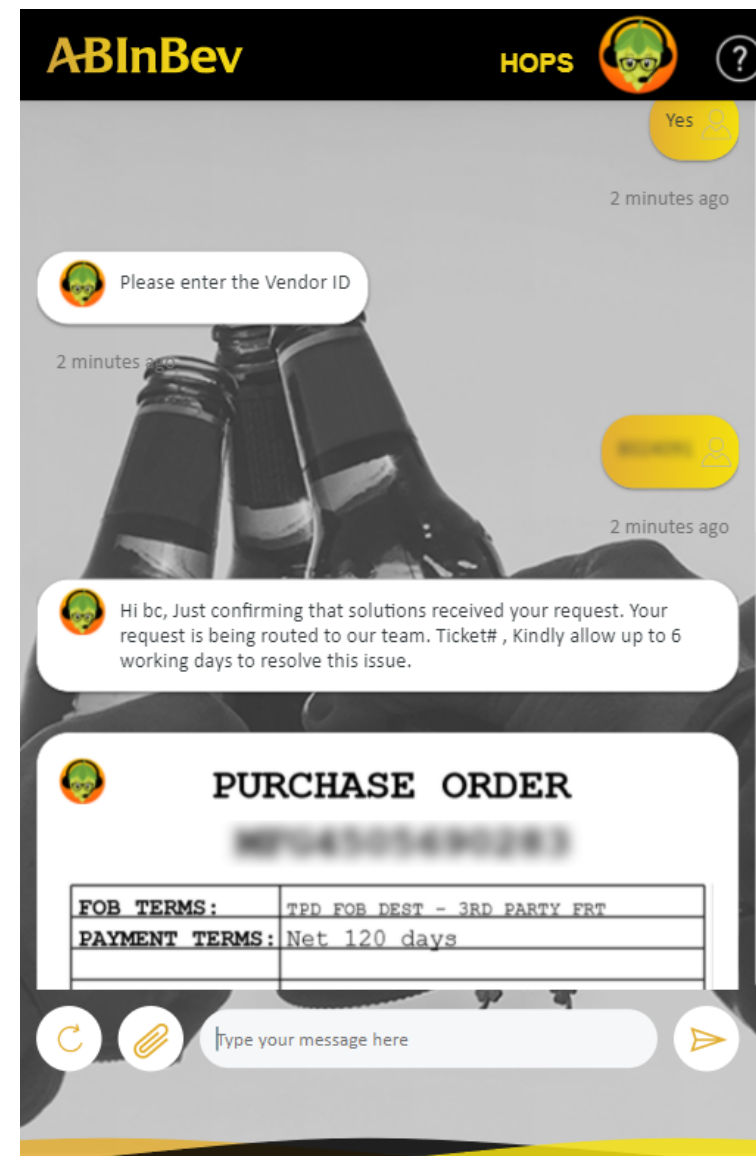 ABInBev
HOPS
?
Yes
2 minutes ago
Please enter the Vendor ID
2 minutes ago
2 minutes ago
Hi bc, Just confirming that solutions received your request. Your
request is being routed to our team. Ticket# , Kindly allow up to 6
working days to resolve this issue.
PURCHASE ORDER
FOB TERMS: TPD FOB DEST - 3RD PARTY FRT
PAYMENT TERMS: Net 120 days
Type your message here